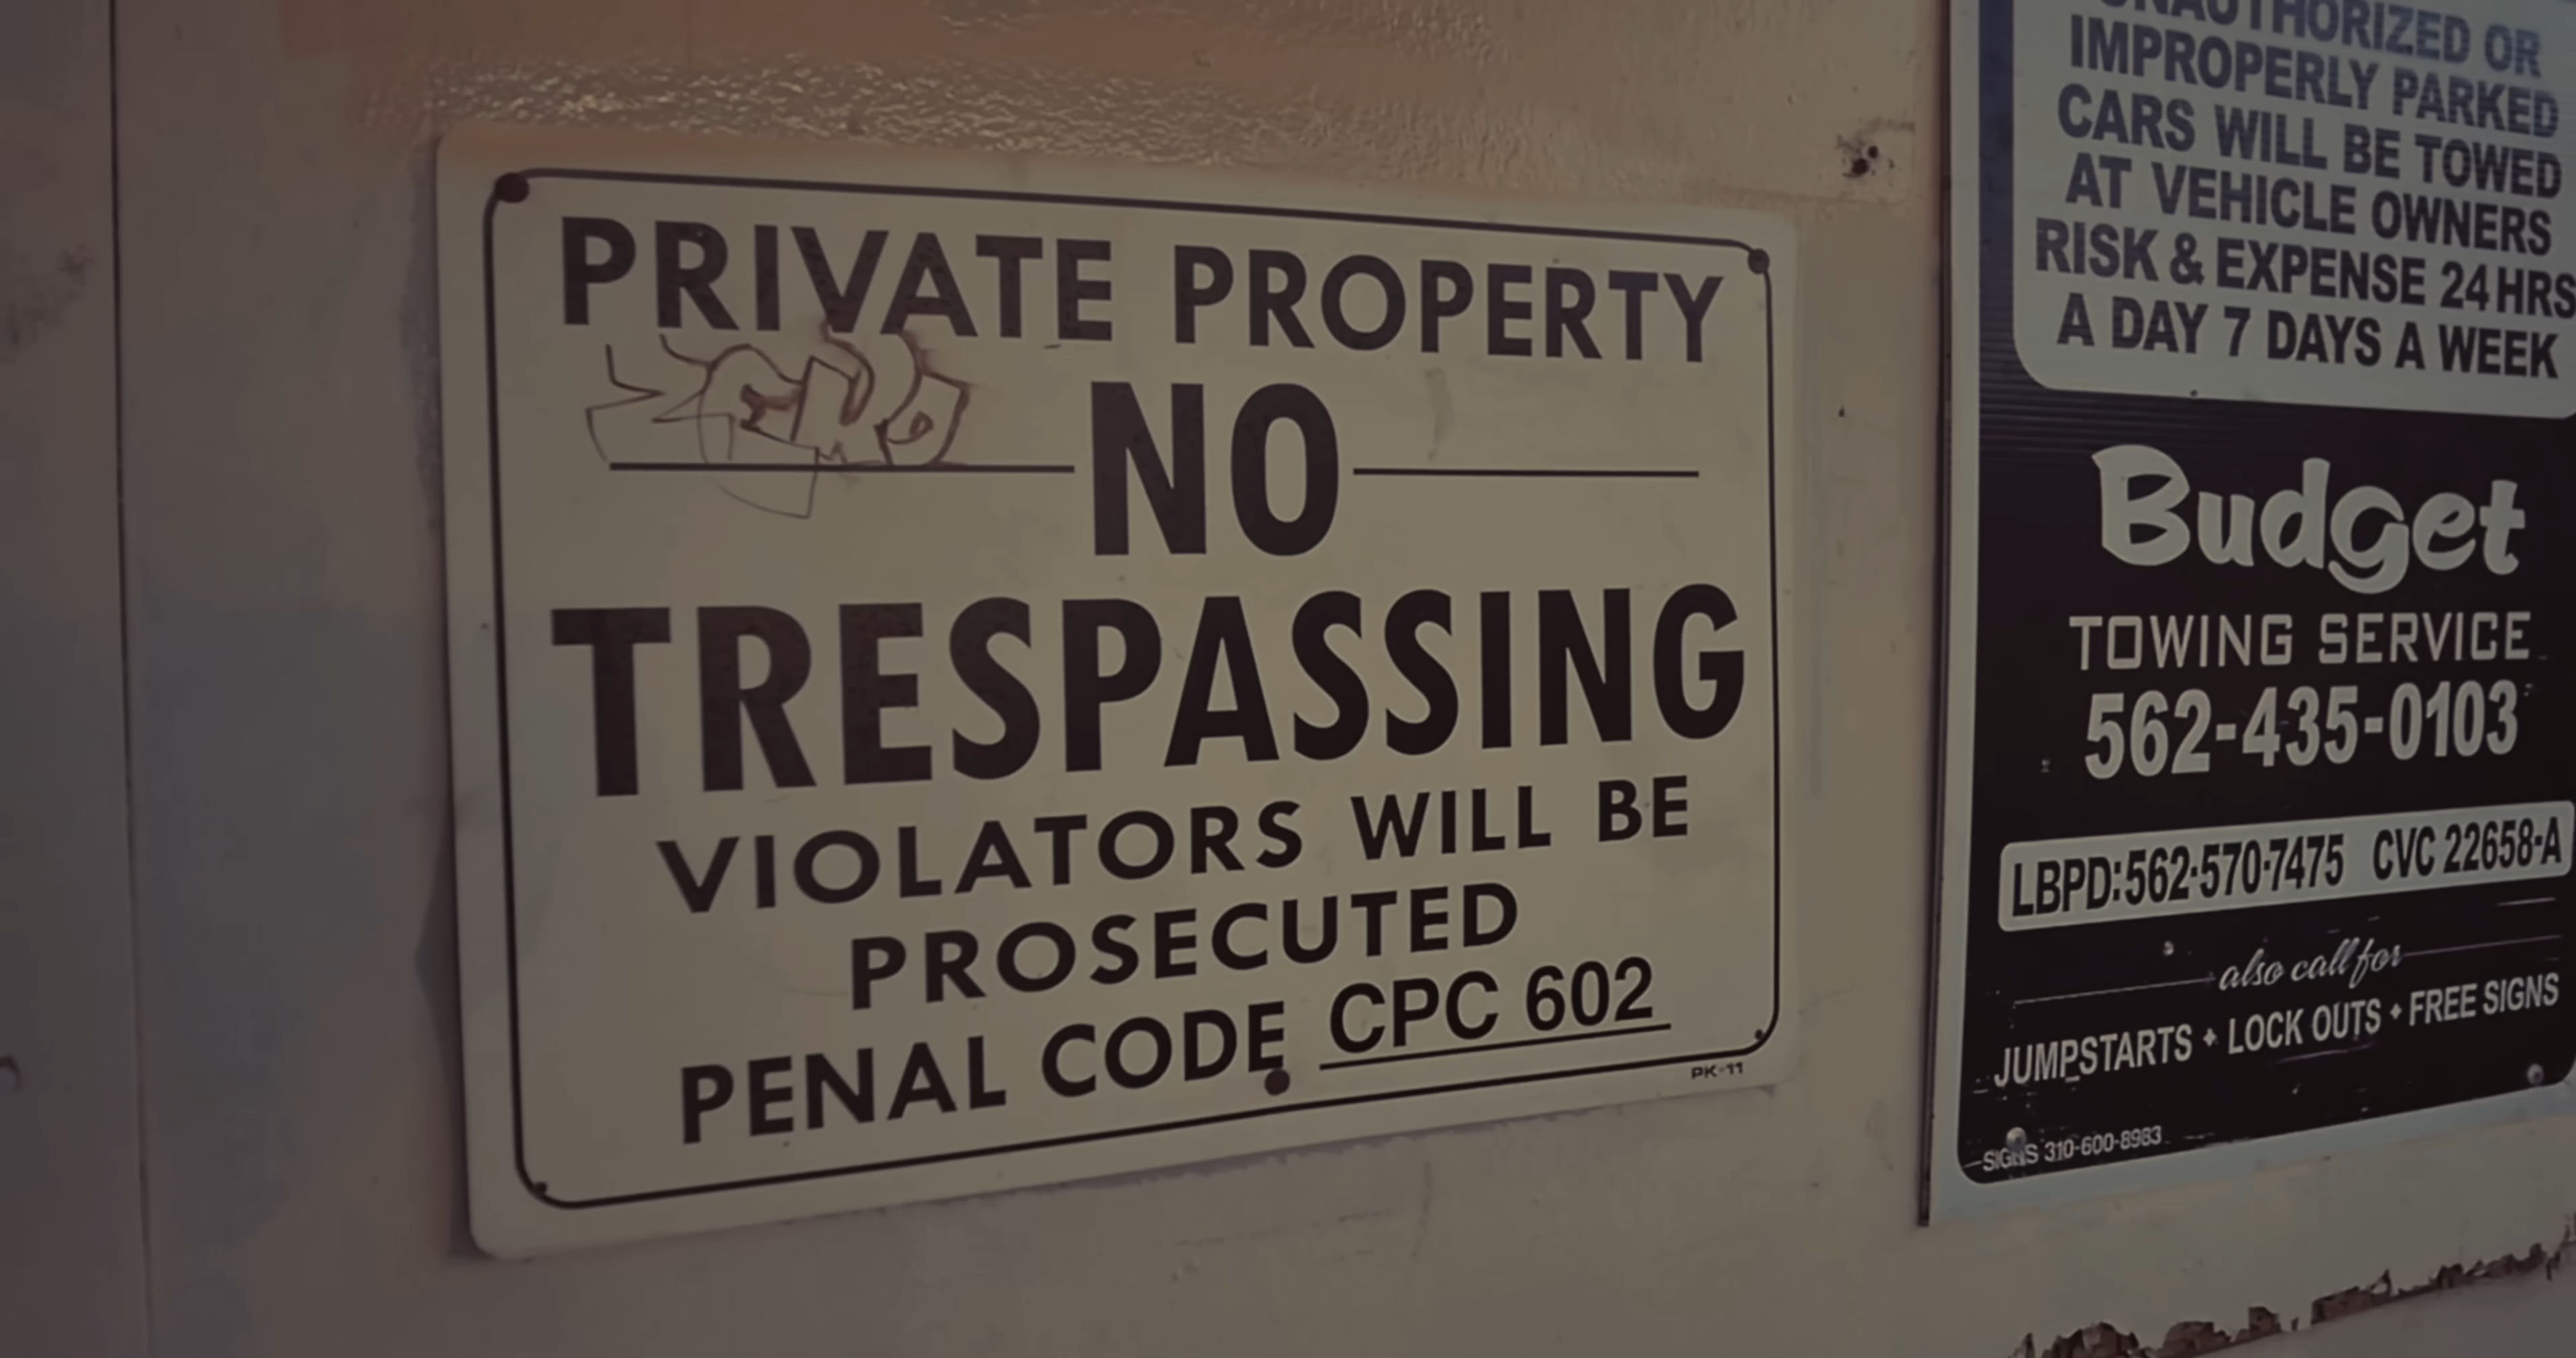 PRIVATE PROPERTY
NO
TRESPASSING
VIOLATORS WILL BE
PROSECUTED
PENAL CODE CPC 602
PK-11
UNAUTHORIZED OR
IMPROPERLY PARKED
CARS WILL BE TOWED
AT VEHICLE OWNERS
RISK & EXPENSE 24 HRS
A DAY 7 DAYS A WEEK
Budget
TOWING SERVICE
562-435-0103
LBPD:562-570-7475 CVC 22658-A
also call for
JUMPSTARTS • LOCK OUTS • FREE SIGNS
SIGNS 310-600-8983